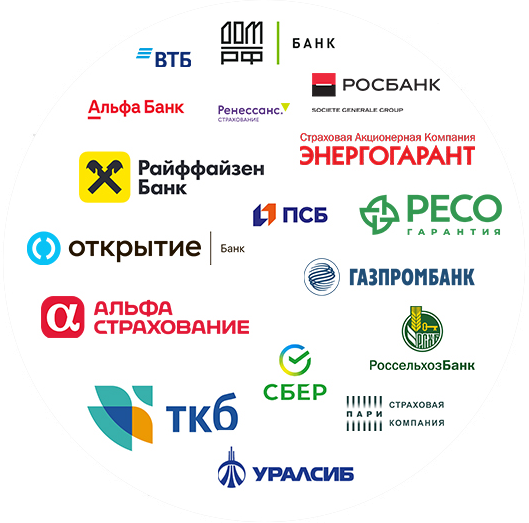 ДОМ
РФ
БАНК
ВТБ
РОСБАНК
SOCIETE GENERALE GROUP
Альфа Банк
Ренессанс.
СТРАХОВАНИЕ
Страховая Акционерная Компания
ЭНЕРГОГАРАНТ
Райффайзен
Банк
ПСБ
РЕСО
ГАРАНТИЯ
открытие
Банк
ГАЗПРОМБАНК
α АЛЬФА
СТРАХОВАНИЕ
РСХБ
РоссельхозБанк
СБЕР
ткб
ПАРИ
СТРАХОВАЯ
КОМПАНИЯ
УРАЛСИБ